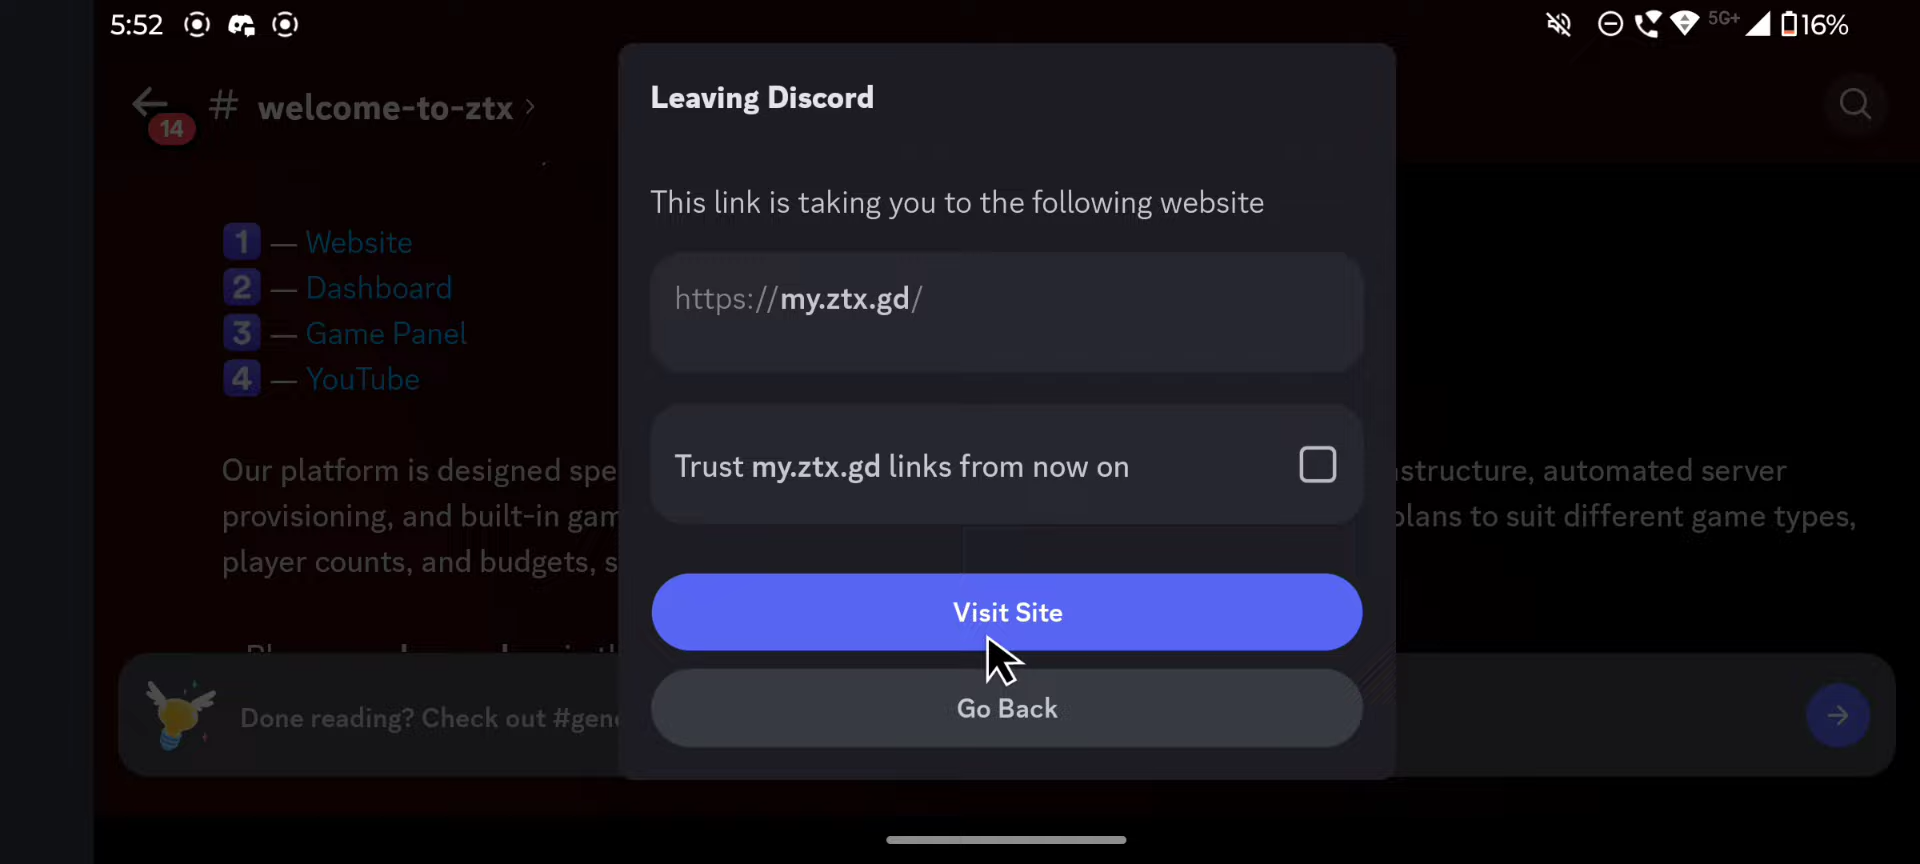 5:52
5G+
16%
14
# welcome-to-ztx ›
Leaving Discord
This link is taking you to the following website
https://my.ztx.gd/
Trust my.ztx.gd links from now on
Visit Site
Go Back
1 — Website
2 — Dashboard
3 — Game Panel
4 — YouTube
Our platform is designed spe
structure, automated server
provisioning, and built-in gam
plans to suit different game types,
player counts, and budgets, s
Done reading? Check out #gene